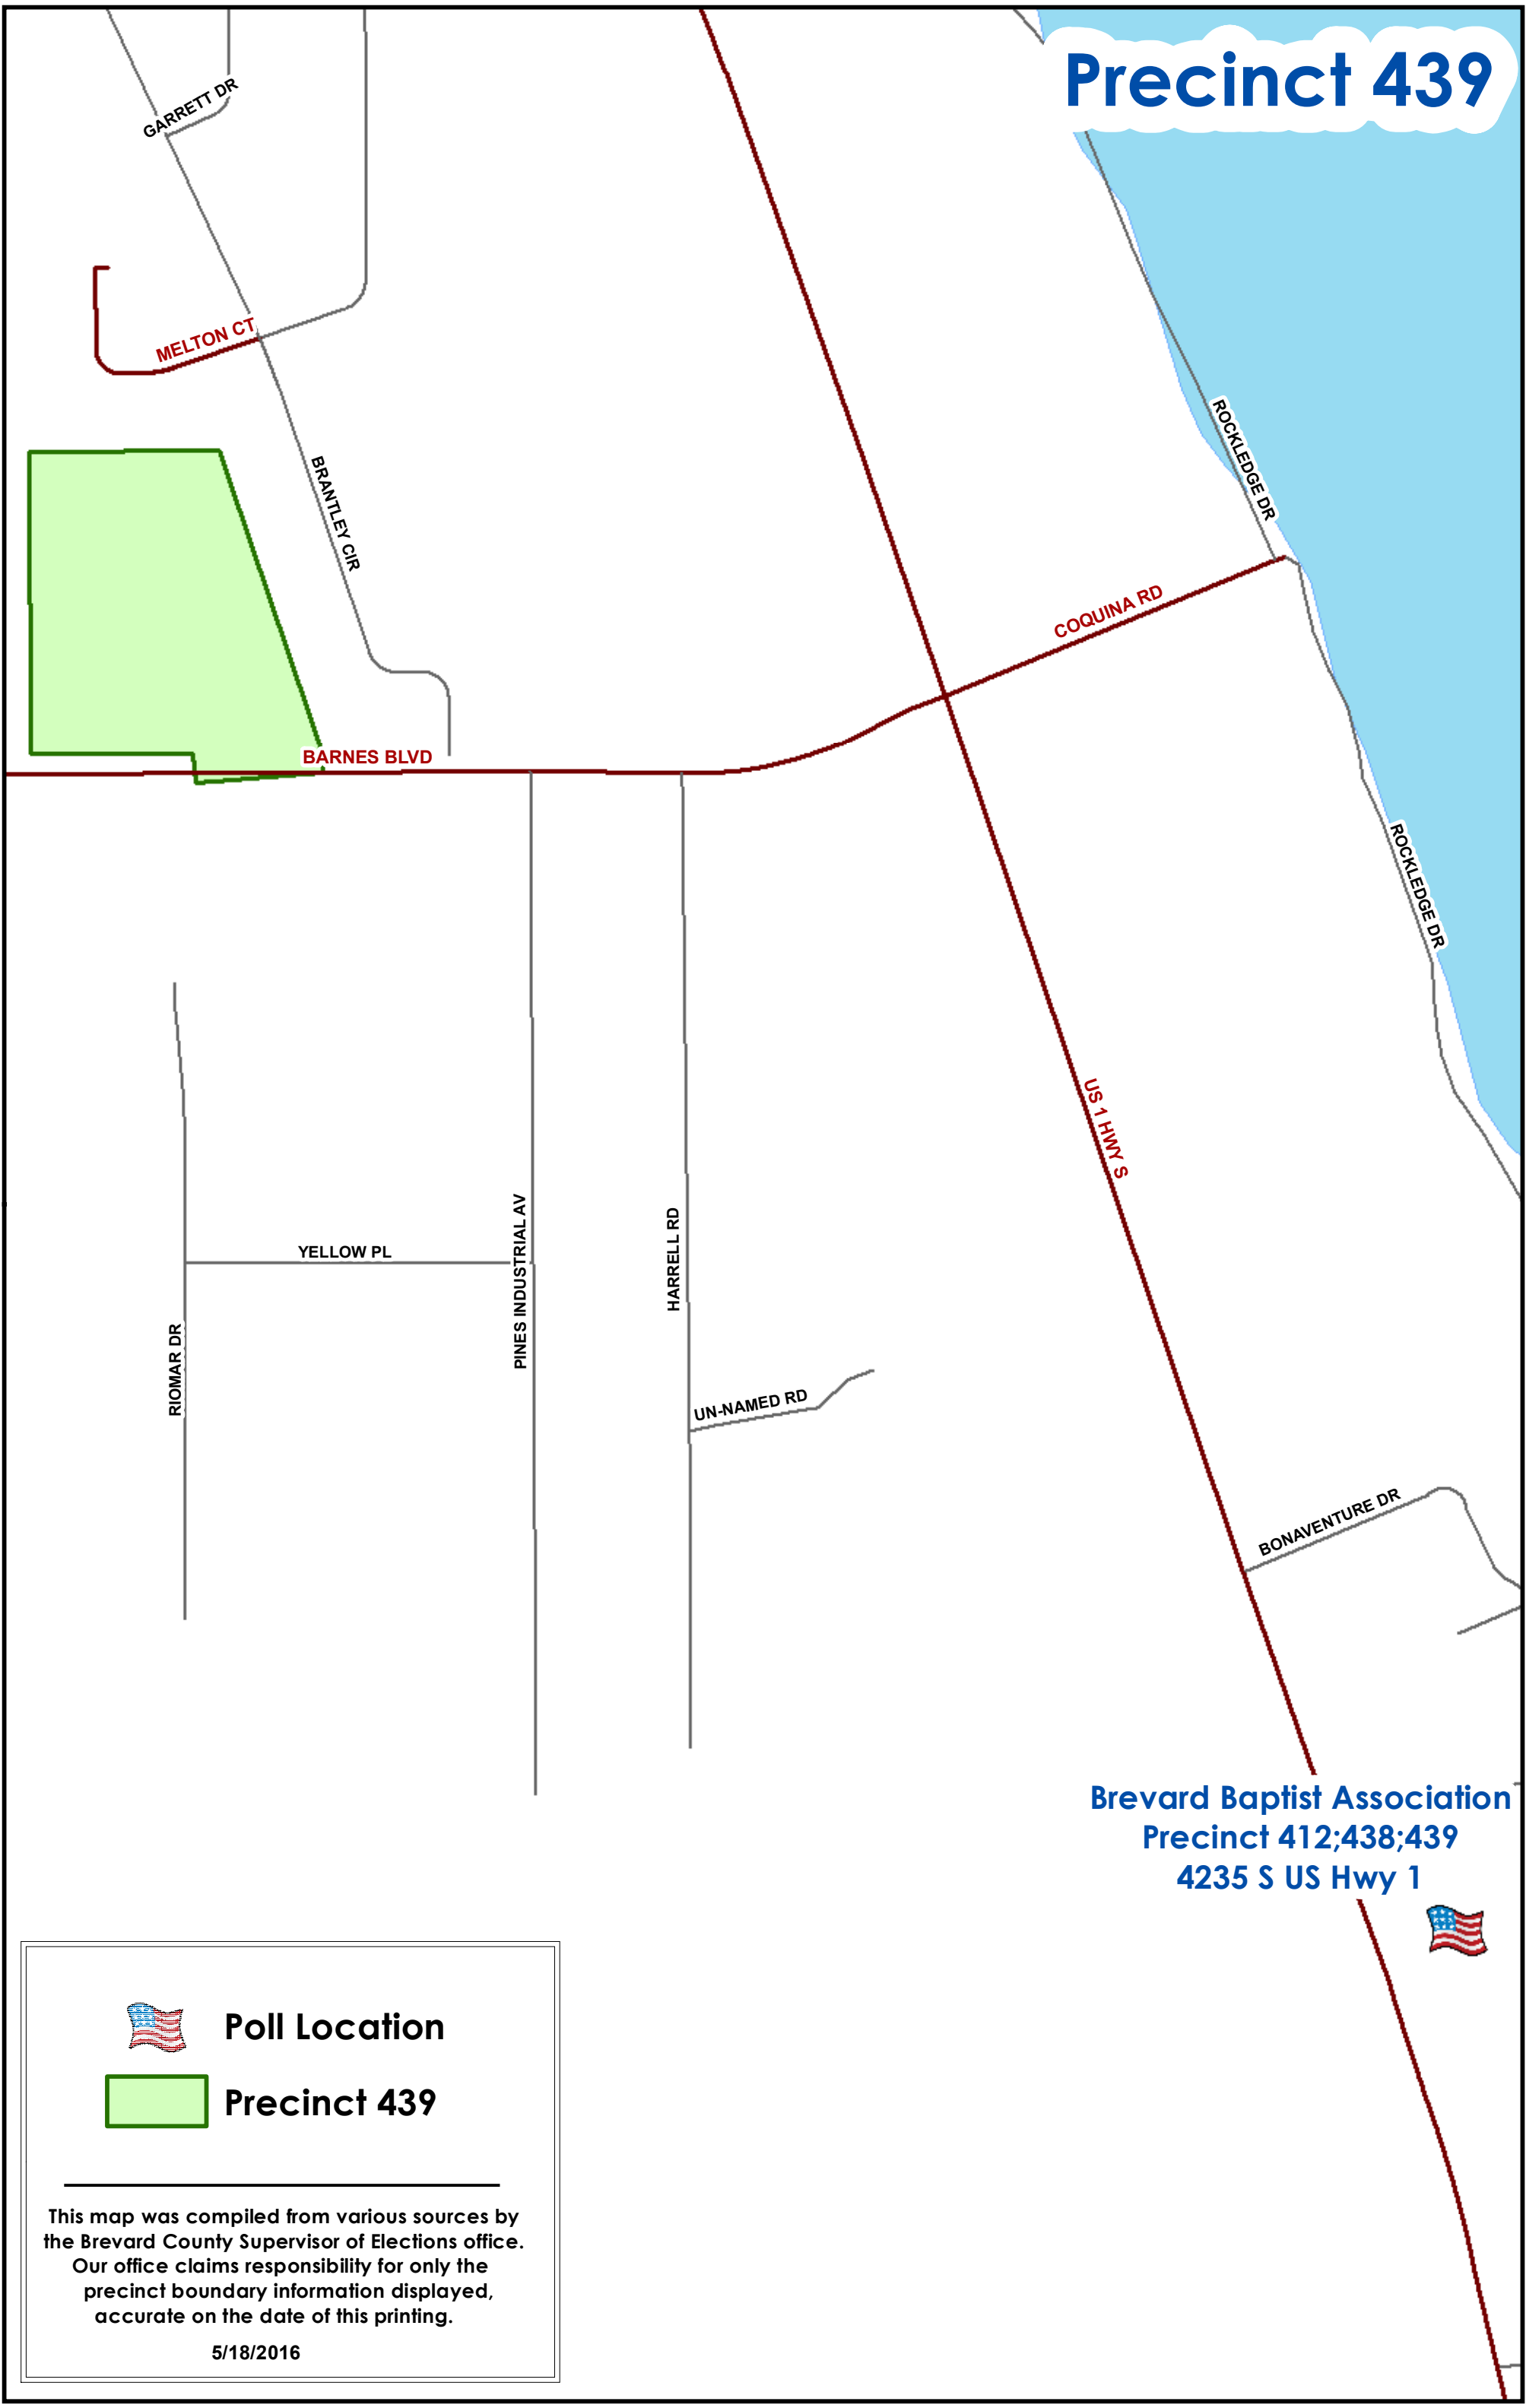 Precinct 439
GARRETT DR
MELTON CT
BRANTLEY CIR
ROCKLEDGE DR
COQUINA RD
BARNES BLVD
ROCKLEDGE DR
US 1 HWY S
YELLOW PL
PINES INDUSTRIAL AV
HARRELL RD
RIOMAR DR
UN-NAMED RD
BONAVENTURE DR
Brevard Baptist Association
Precinct 412;438;439
4235 S US Hwy 1
Poll Location
Precinct 439
This map was compiled from various sources by
the Brevard County Supervisor of Elections office.
Our office claims responsibility for only the
precinct boundary information displayed,
accurate on the date of this printing.
5/18/2016